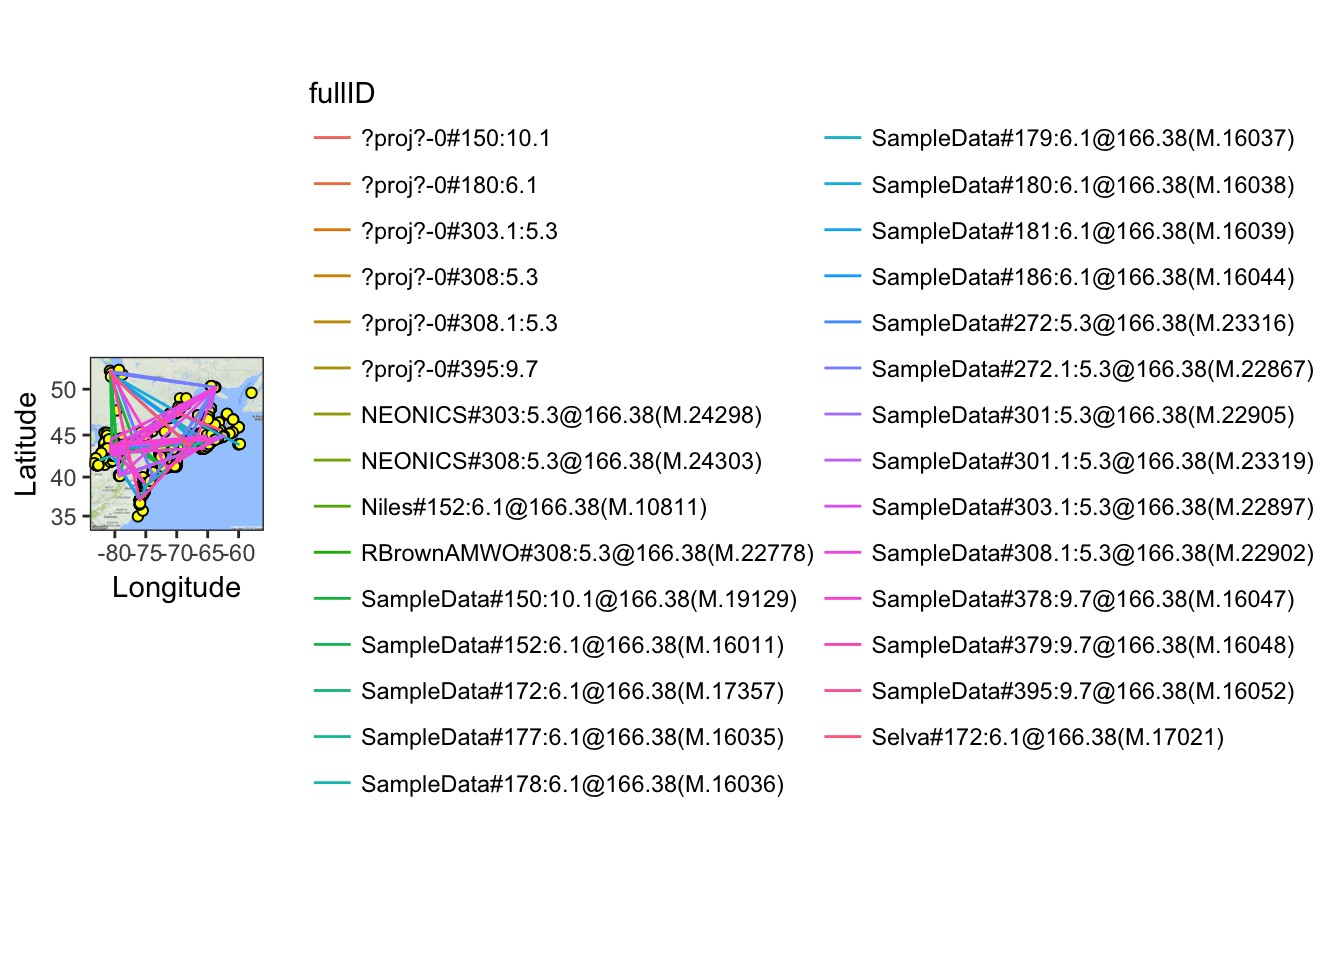 fullID
?proj?-0#150:10.1
?proj?-0#180:6.1
?proj?-0#303.1:5.3
?proj?-0#308:5.3
?proj?-0#308.1:5.3
?proj?-0#395:9.7
NEONICS#303:5.3@166.38(M.24298)
NEONICS#308:5.3@166.38(M.24303)
Niles#152:6.1@166.38(M.10811)
RBrownAMWO#308:5.3@166.38(M.22778)
SampleData#150:10.1@166.38(M.19129)
SampleData#152:6.1@166.38(M.16011)
SampleData#172:6.1@166.38(M.17357)
SampleData#177:6.1@166.38(M.16035)
SampleData#178:6.1@166.38(M.16036)
SampleData#179:6.1@166.38(M.16037)
SampleData#180:6.1@166.38(M.16038)
SampleData#181:6.1@166.38(M.16039)
SampleData#186:6.1@166.38(M.16044)
SampleData#272:5.3@166.38(M.23316)
SampleData#272.1:5.3@166.38(M.22867)
SampleData#301:5.3@166.38(M.22905)
SampleData#301.1:5.3@166.38(M.23319)
SampleData#303.1:5.3@166.38(M.22897)
SampleData#308.1:5.3@166.38(M.22902)
SampleData#378:9.7@166.38(M.16047)
SampleData#379:9.7@166.38(M.16048)
SampleData#395:9.7@166.38(M.16052)
Selva#172:6.1@166.38(M.17021)
Latitude
50
45
40
35
-80 -75 -70 -65 -60
Longitude